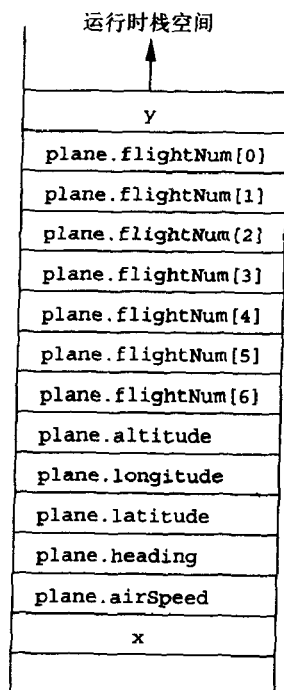 运行时栈空间
y
plane.flightNum[0]
plane.flightNum[1]
plane.flightNum[2]
plane.flightNum[3]
plane.flightNum[4]
plane.flightNum[5]
plane.flightNum[6]
plane.altitude
plane.longitude
plane.latitude
plane.heading
plane.airSpeed
x